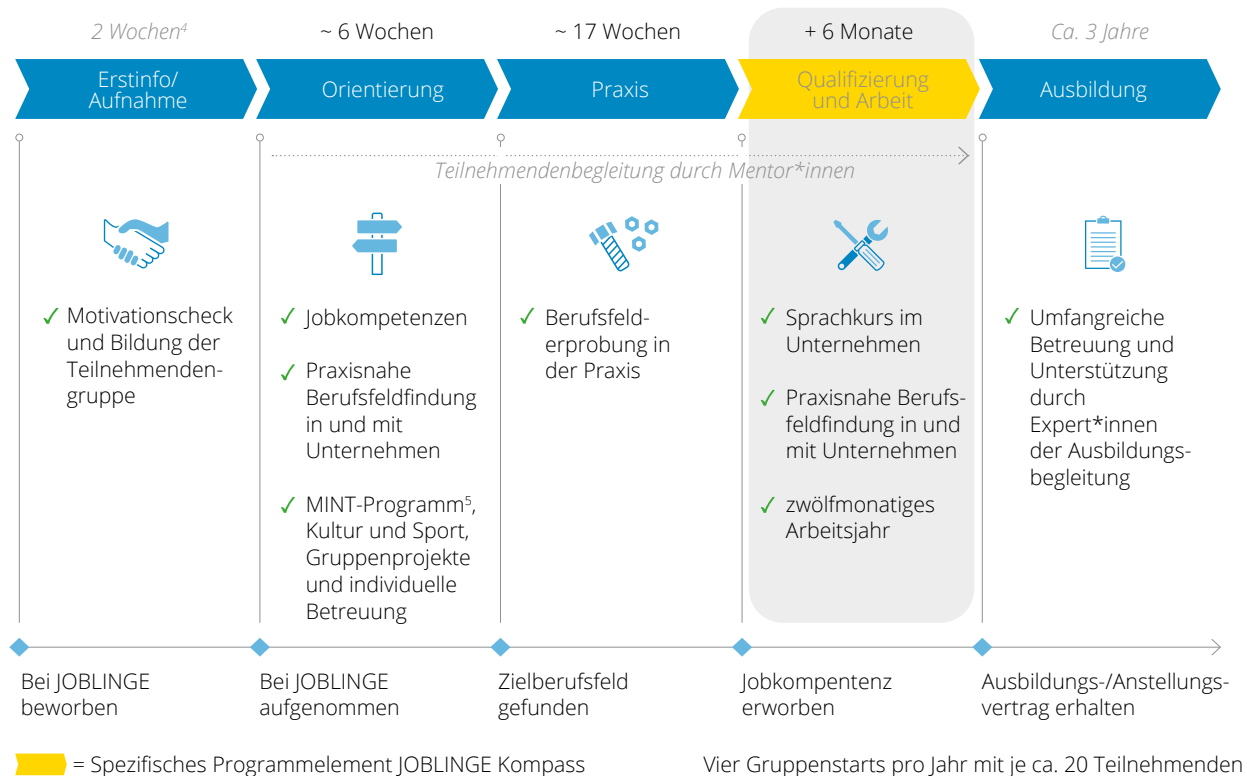 2 Wochen⁴
~ 6 Wochen
~ 17 Wochen
+ 6 Monate
Ca. 3 Jahre
Erstinfo/
Aufnahme
Orientierung
Praxis
Qualifizierung
und Arbeit
Ausbildung
Teilnehmendenbegleitung durch Mentor*innen
✓ Motivationscheck
und Bildung der
Teilnehmenden-
gruppe
✓ Jobkompetenzen
✓ Praxisnahe
Berufsfeldfindung
in und mit
Unternehmen
✓ MINT-Programm⁵,
Kultur und Sport,
Gruppenprojekte
und individuelle
Betreuung
✓ Berufsfeld-
erprobung in
der Praxis
✓ Sprachkurs im
Unternehmen
✓ Praxisnahe Berufs-
feldfindung in und
mit Unternehmen
✓ zwölfmonatiges
Arbeitsjahr
✓ Umfangreiche
Betreuung und
Unterstützung
durch
Expert*innen
der Ausbildungs-
begleitung
Bei JOBLINGE
beworben
Bei JOBLINGE
aufgenommen
Zielberufsfeld
gefunden
Jobkompentenz
erworben
Ausbildungs-/Anstellungs-
vertrag erhalten
= Spezifisches Programmelement JOBLINGE Kompass
Vier Gruppenstarts pro Jahr mit je ca. 20 Teilnehmenden